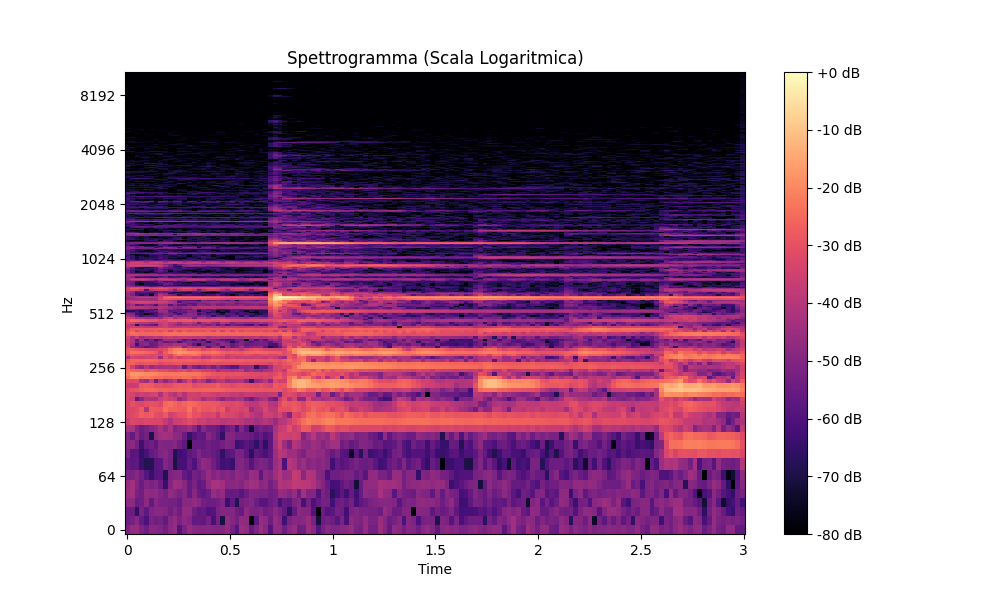 Spettrogramma (Scala Logaritmica)
Hz
8192
4096
2048
1024
512
256
128
64
0
0 0.5 1 1.5 2 2.5 3
Time
+0 dB
-10 dB
-20 dB
-30 dB
-40 dB
-50 dB
-60 dB
-70 dB
-80 dB